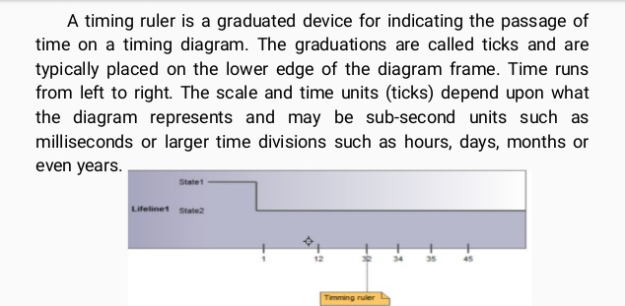 A timing ruler is a graduated device for indicating the passage of
time on a timing diagram. The graduations are called ticks and are
typically placed on the lower edge of the diagram frame. Time runs
from left to right. The scale and time units (ticks) depend upon what
the diagram represents and may be sub-second units such as
milliseconds or larger time divisions such as hours, days, months or
even years.
State1
Lifeline1 State2
1 12 32 34 35 45
Timming ruler